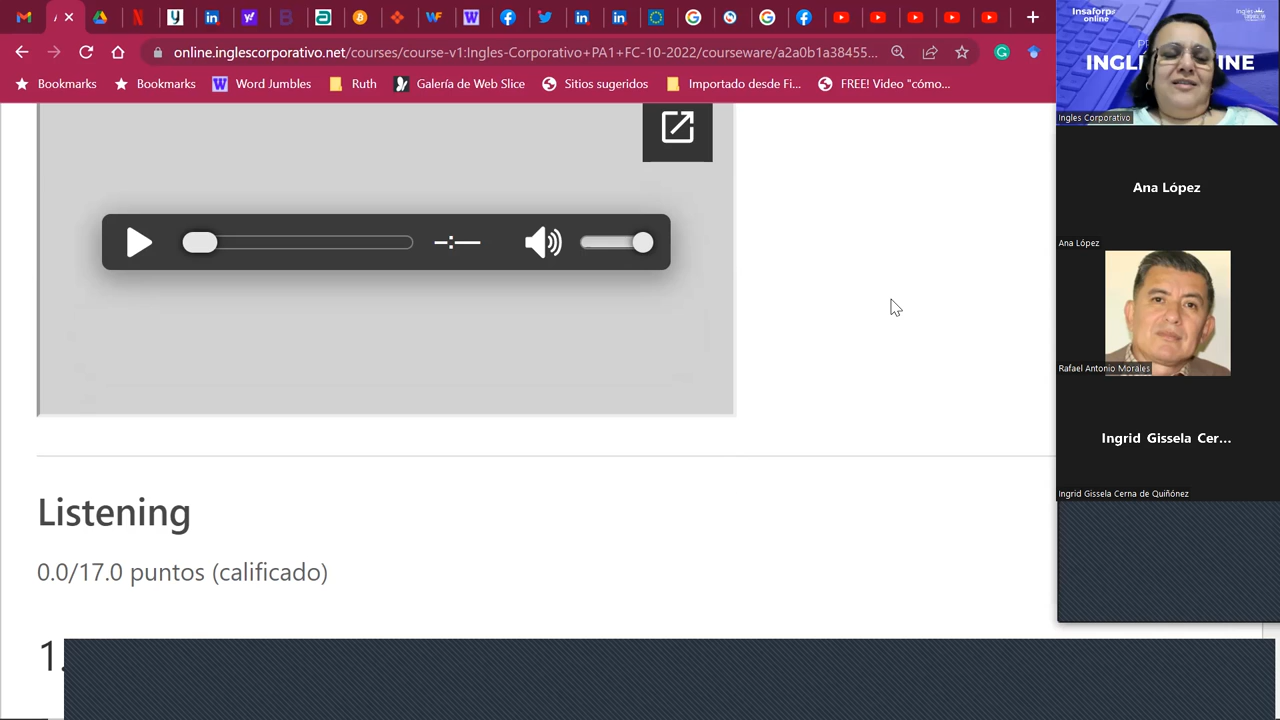 online.inglescorporativo.net/courses/course-v1:Ingles-Corporativo+PA1+FC-10-2022/courseware/a2a0b1a38455...
Bookmarks
Bookmarks
Word Jumbles
Ruth
Galería de Web Slice
Sitios sugeridos
Importado desde Fi...
FREE! Video "cómo...
Insaforp
online
INGL
NE
Ingles Corporativo
Ana López
Ana López
Rafael Antonio Morales
Ingrid Gissela Cer...
Ingrid Gissela Cerna de Quiñónez
-:--
Listening
0.0/17.0 puntos (calificado)
1.